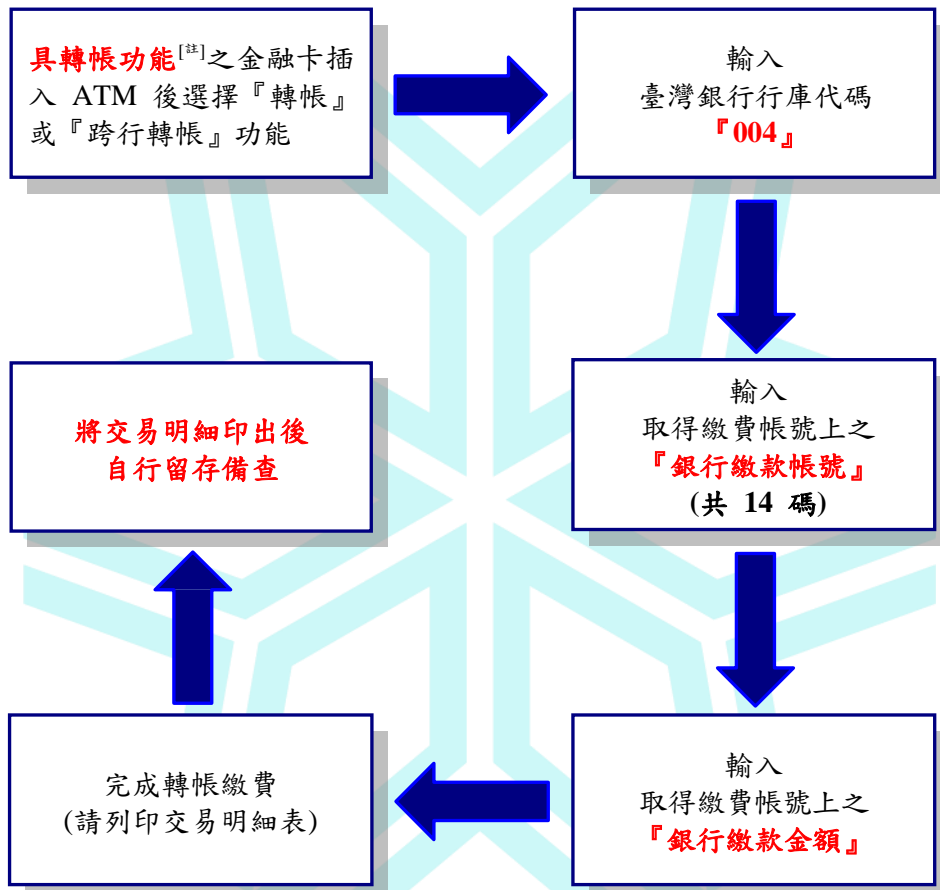 具轉帳功能[註]之金融卡插
入 ATM 後選擇『轉帳』
或『跨行轉帳』功能
輸入
臺灣銀行行庫代碼
『004』
輸入
取得繳費帳號上之
『銀行繳款帳號』
(共 14 碼)
輸入
取得繳費帳號上之
『銀行繳款金額』
完成轉帳繳費
(請列印交易明細表)
將交易明細印出後
自行留存備查